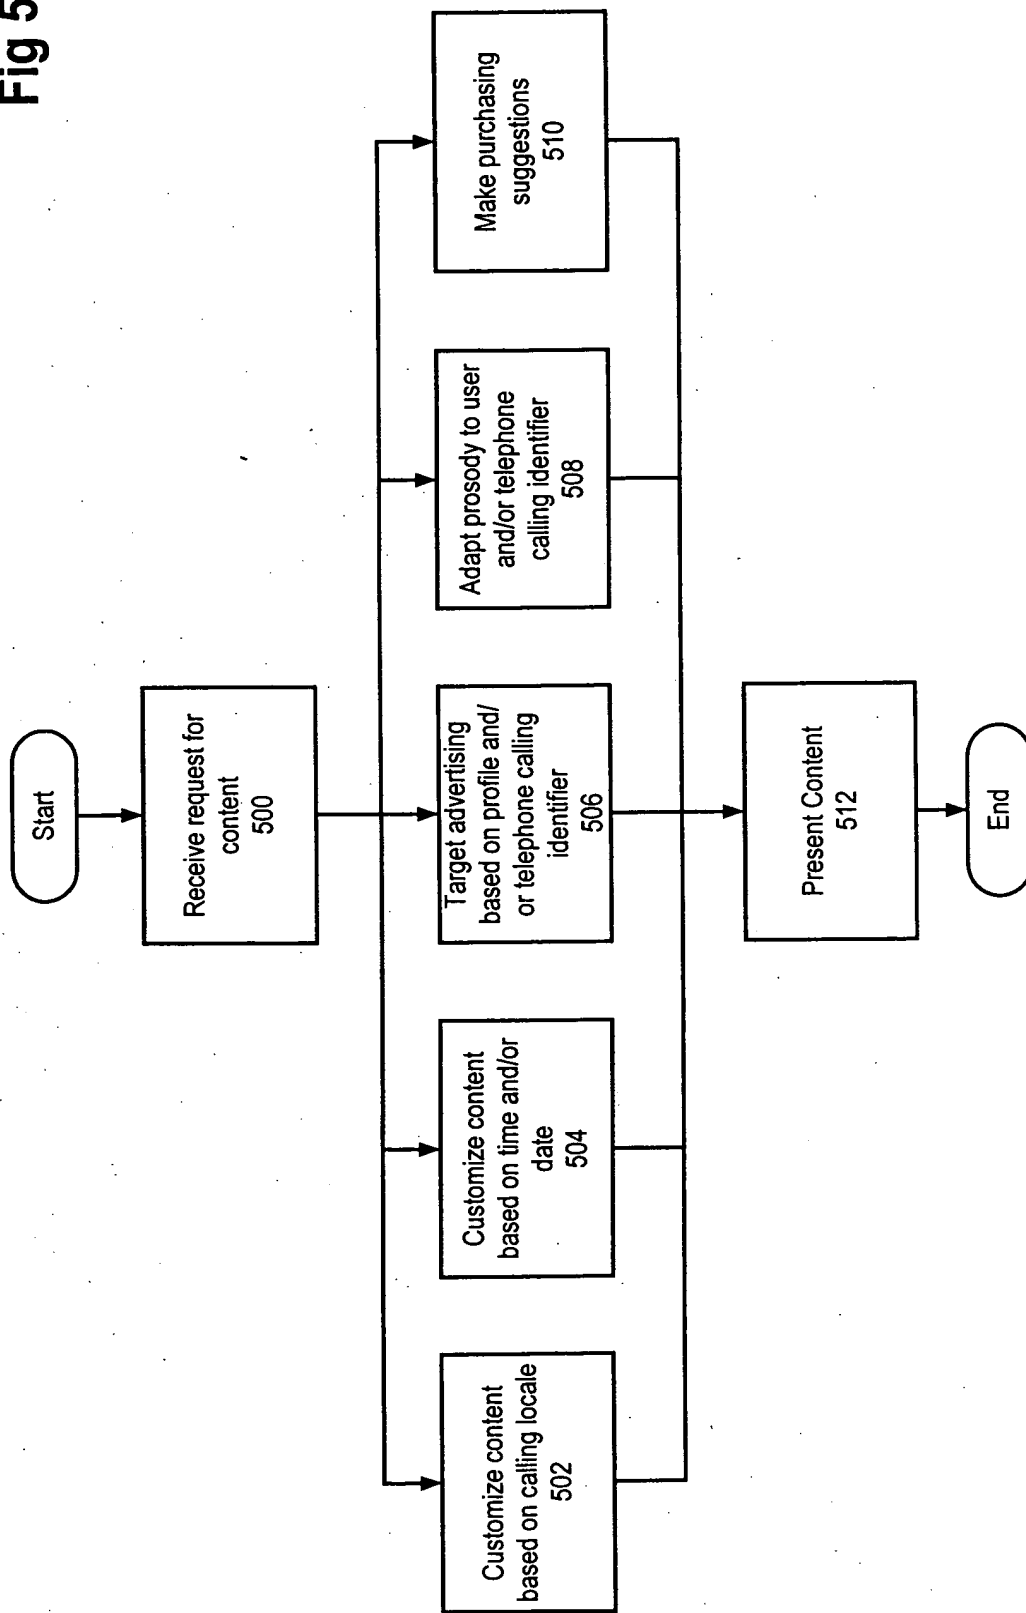 Fig 5
Start
Receive request for
content
500
Customize content
based on calling locale
502
Customize content
based on time and/or
date
504
Target advertising
based on profile and/
or telephone calling
identifier
506
Adapt prosody to user
and/or telephone
calling identifier
508
Make purchasing
suggestions
510
Present Content
512
End